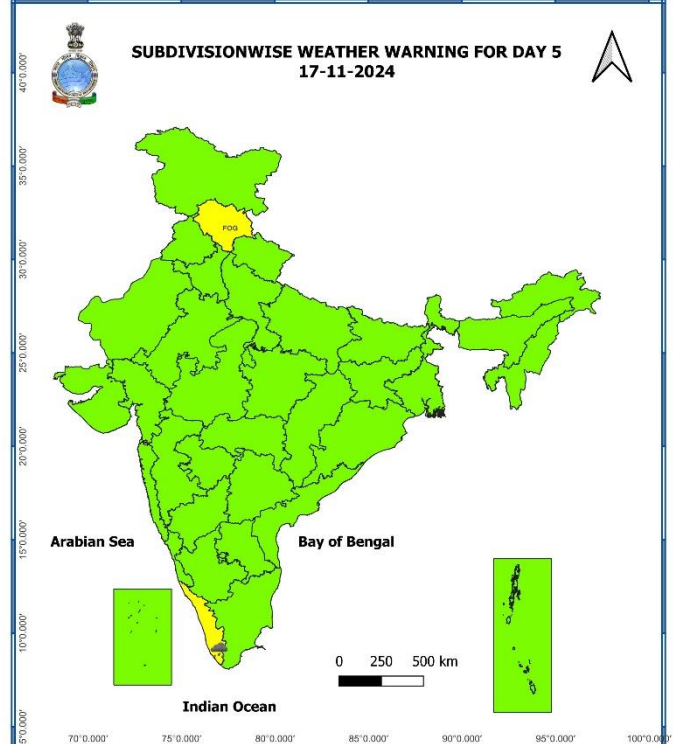 SUBDIVISIONWISE WEATHER WARNING FOR DAY 5
17-11-2024
40°0.000'
35°0.000'
FOG
30°0.000'
25°0.000'
20°0.000'
15°0.000'
Arabian Sea
Bay of Bengal
10°0.000'
0 250 500 km
Indian Ocean
5°0.000'
70°0.000' 75°0.000' 80°0.000' 85°0.000' 90°0.000' 95°0.000' 100°0.000'